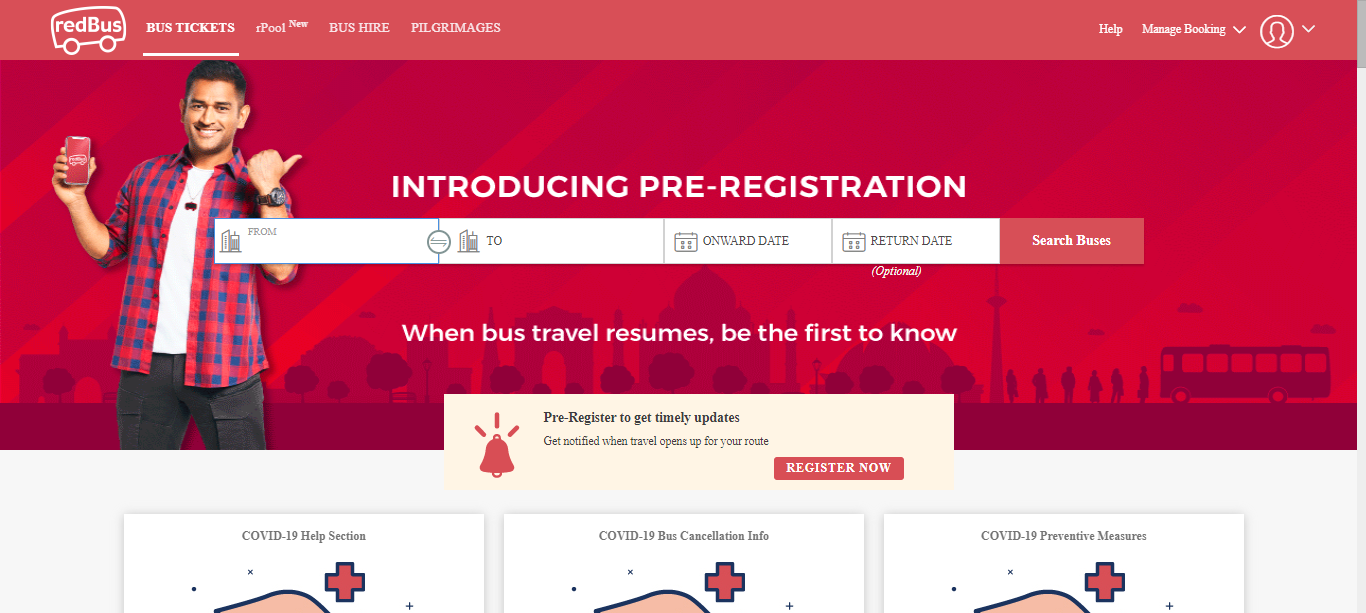 redBus
BUS TICKETS
rPool New
BUS HIRE
PILGRIMAGES
Help
Manage Booking
redBus
INTRODUCING PRE-REGISTRATION
FROM
TO
ONWARD DATE
RETURN DATE
Search Buses
(Optional)
When bus travel resumes, be the first to know
Pre-Register to get timely updates
Get notified when travel opens up for your route
REGISTER NOW
COVID-19 Help Section
COVID-19 Bus Cancellation Info
COVID-19 Preventive Measures